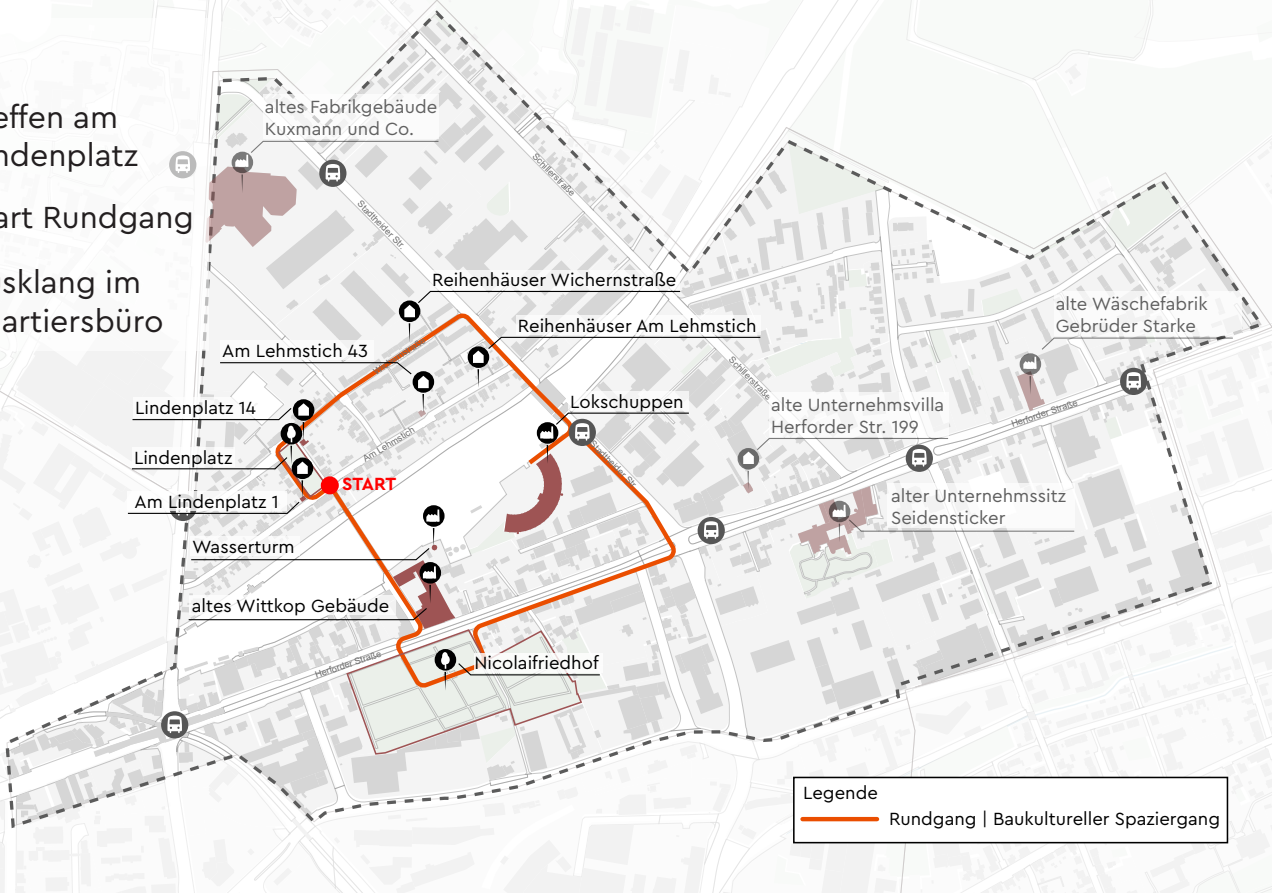 effen am
ndenplatz
art Rundgang
sklang im
artiersbüro
altes Fabrikgebäude
Kuxmann und Co.
Schillerstraße
Stadtheider Str.
Reihenhäuser Wichernstraße
Reihenhäuser Am Lehmstich
Am Lehmstich 43
alte Wäschefabrik
Gebrüder Starke
Schillerstraße
Lindenplatz 14
Lokschuppen
alte Unternehmsvilla
Herforder Str. 199
Herforder Straße
Am Lehmstich
Lindenplatz
Stadtheider Str.
START
Am Lindenplatz 1
alter Unternehmssitz
Seidensticker
Wasserturm
altes Wittkop Gebäude
Herforder Straße
Nicolaifriedhof
Legende
Rundgang | Baukultureller Spaziergang